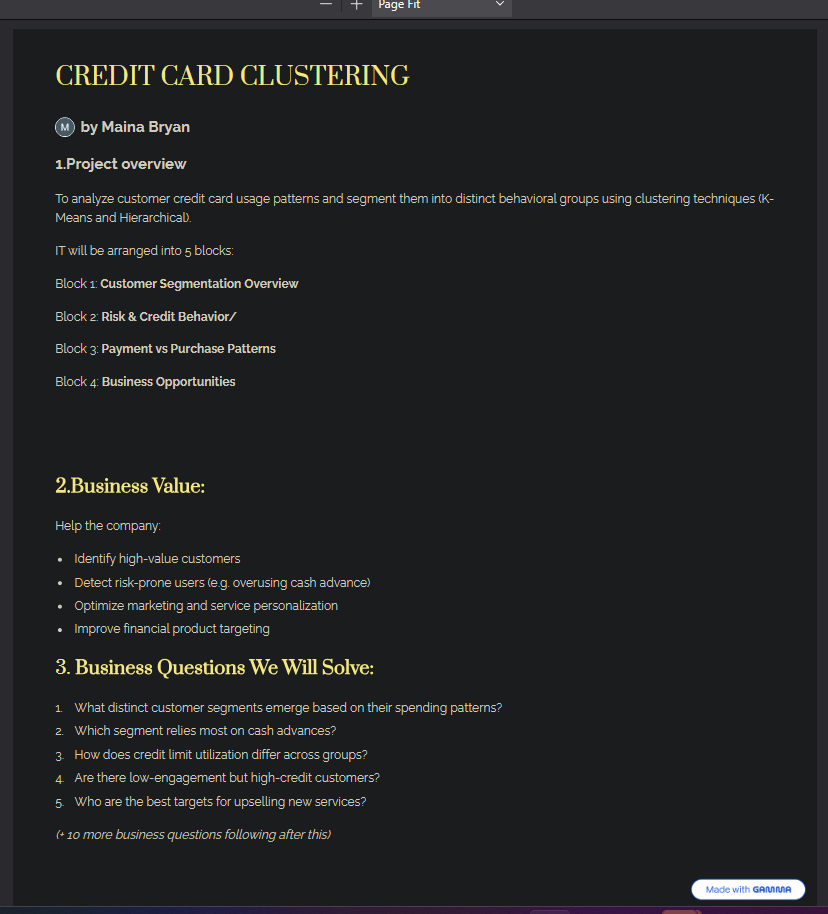 Page Fit
CREDIT CARD CLUSTERING
M by Maina Bryan
1.Project overview
To analyze customer credit card usage patterns and segment them into distinct behavioral groups using clustering techniques (K-
Means and Hierarchical).
IT will be arranged into 5 blocks:
Block 1: Customer Segmentation Overview
Block 2: Risk & Credit Behavior/
Block 3: Payment vs Purchase Patterns
Block 4: Business Opportunities
2.Business Value:
Help the company:
• Identify high-value customers
• Detect risk-prone users (e.g. overusing cash advance)
• Optimize marketing and service personalization
• Improve financial product targeting
3. Business Questions We Will Solve:
1. What distinct customer segments emerge based on their spending patterns?
2. Which segment relies most on cash advances?
3. How does credit limit utilization differ across groups?
4. Are there low-engagement but high-credit customers?
5. Who are the best targets for upselling new services?
(+ 10 more business questions following after this)
Made with GAMMA